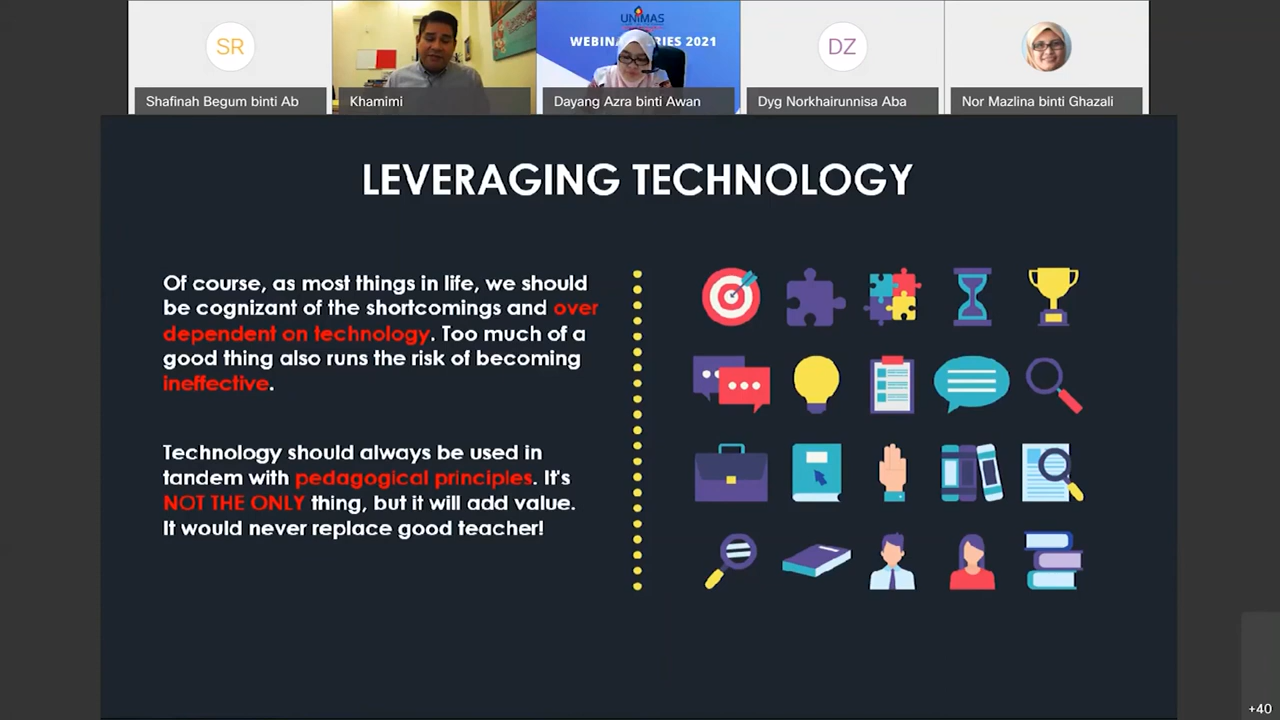 UNIMAS
WEBINAR SERIES 2021
SR
DZ
Shafinah Begum binti Ab
Khamimi
Dayang Azra binti Awan
Dyg Norkhairunnisa Aba
Nor Mazlina binti Ghazali
LEVERAGING TECHNOLOGY
Of course, as most things in life, we should
be cognizant of the shortcomings and over
dependent on technology. Too much of a
good thing also runs the risk of becoming
ineffective.
Technology should always be used in
tandem with pedagogical principles. It's
NOT THE ONLY thing, but it will add value.
It would never replace good teacher!
+40